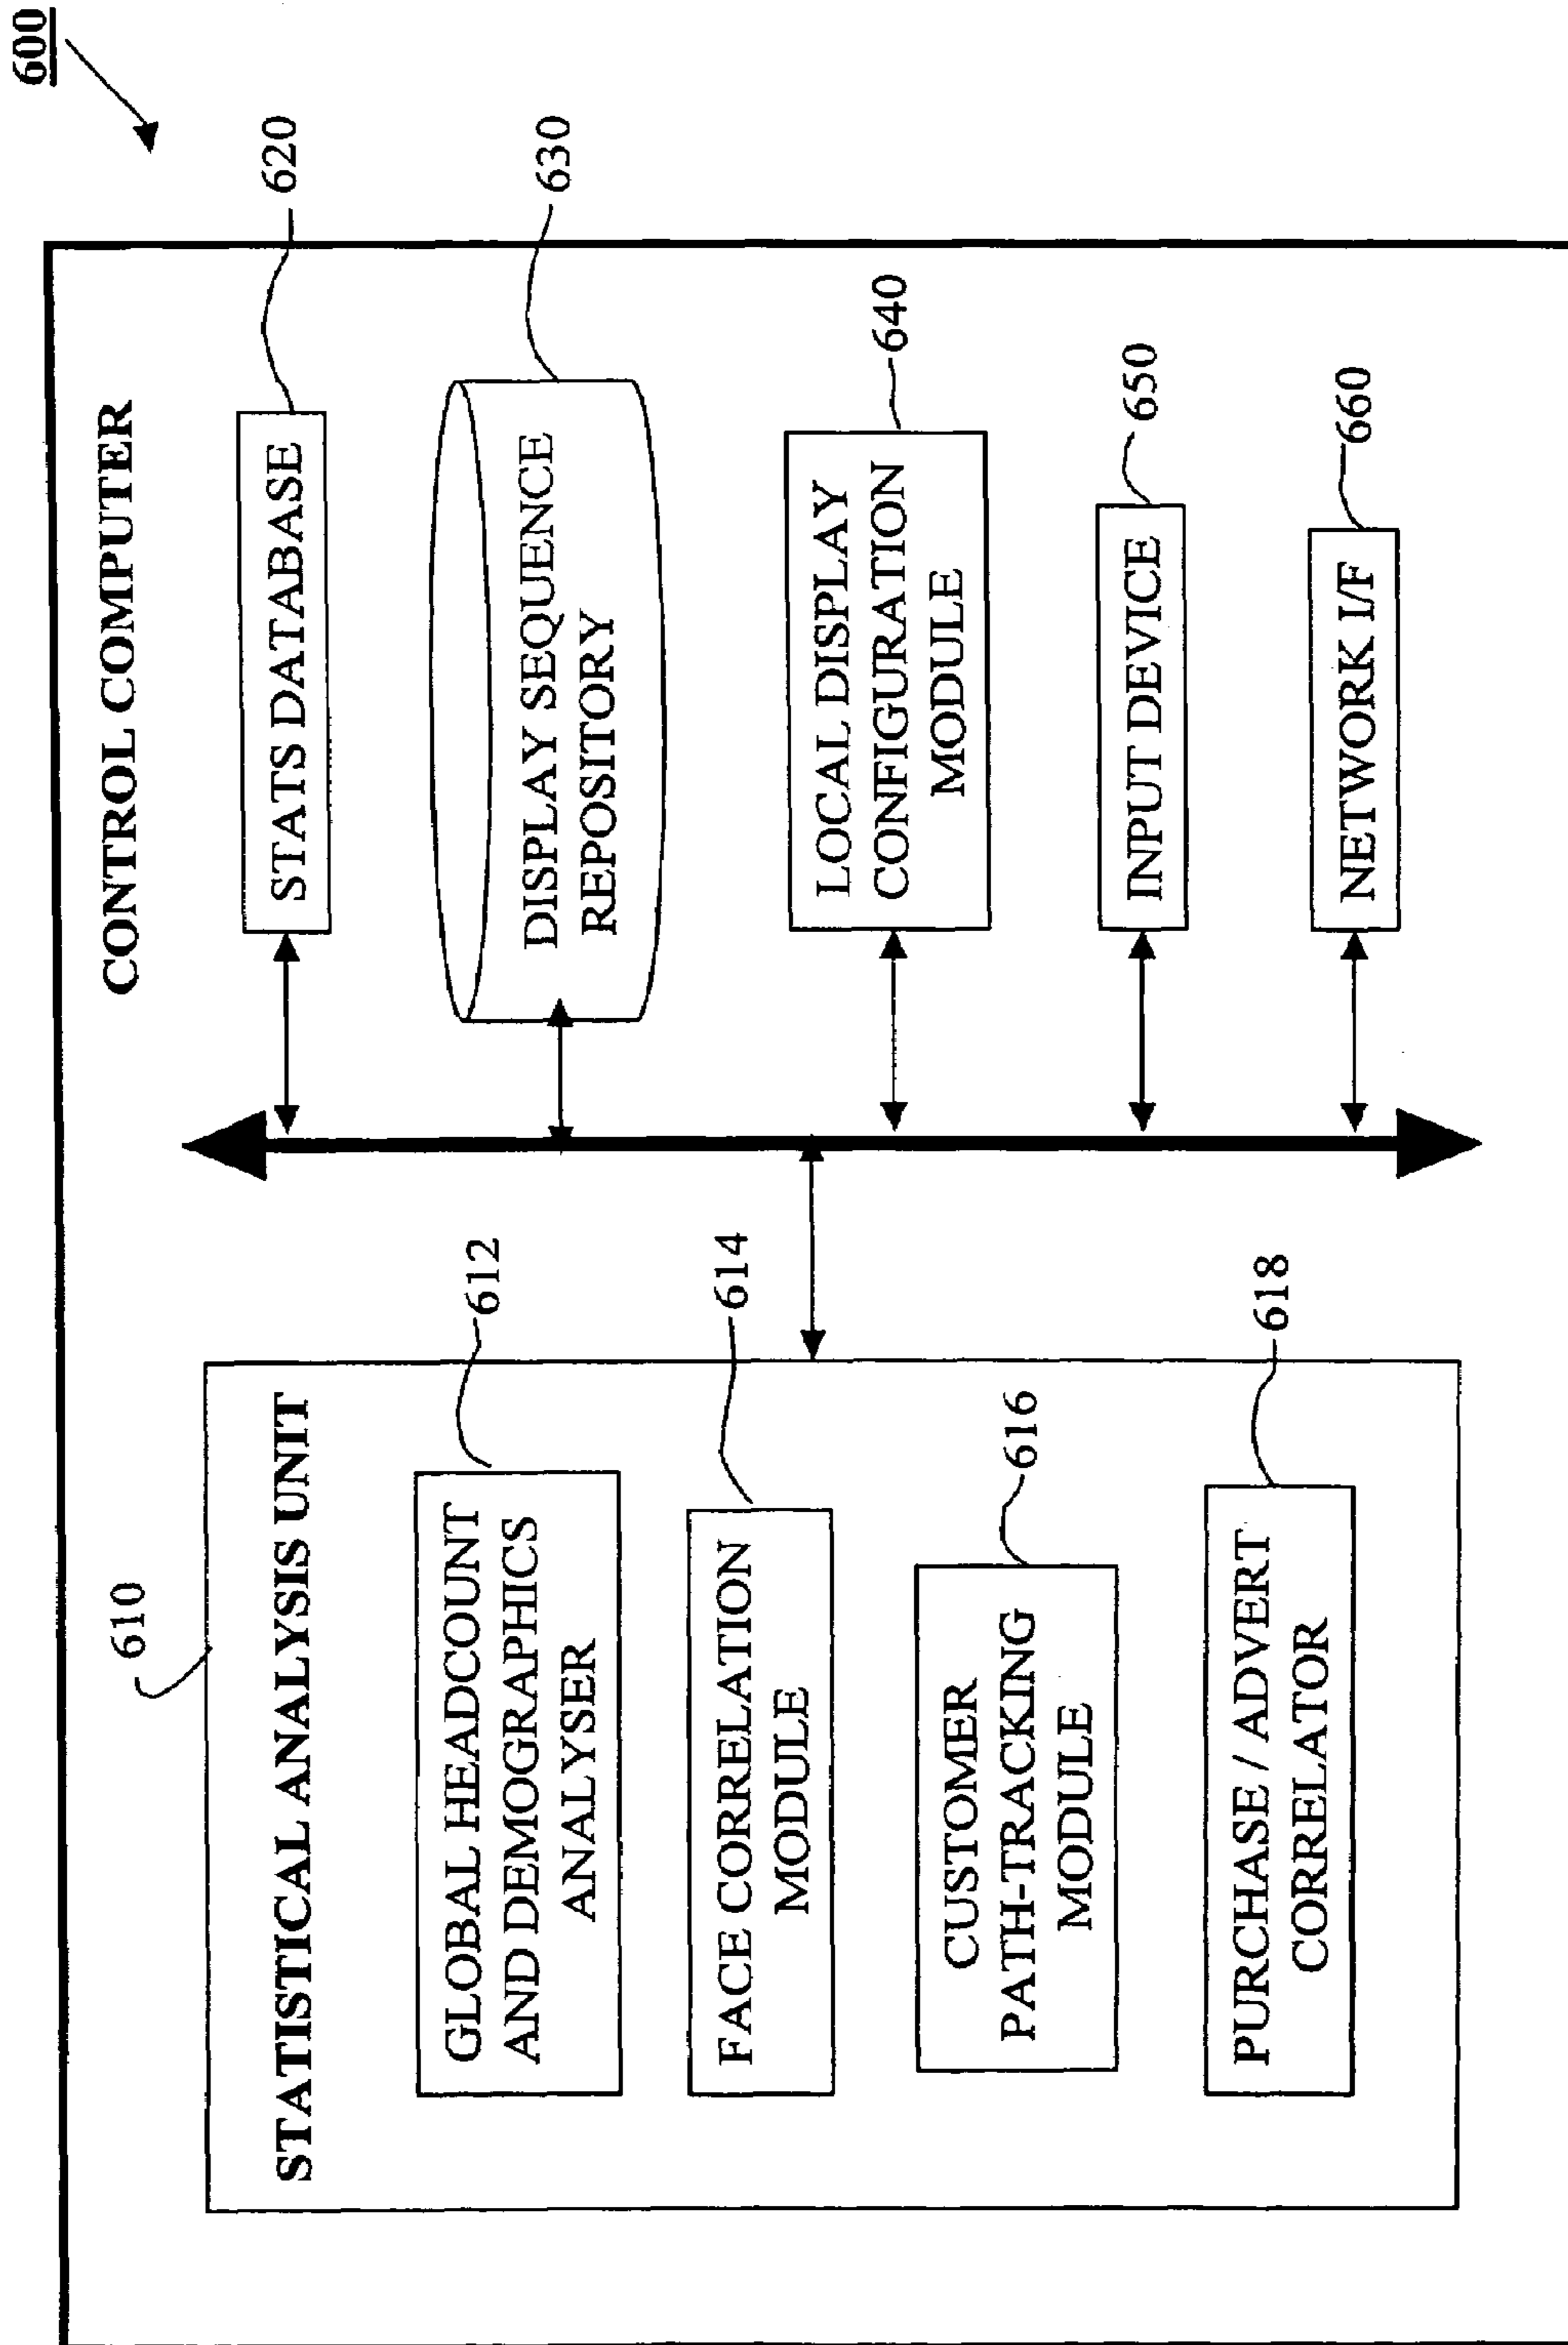 600
CONTROL COMPUTER
610
STATISTICAL ANALYSIS UNIT
GLOBAL HEADCOUNT
AND DEMOGRAPHICS
ANALYSER
612
FACE CORRELATION
MODULE
614
CUSTOMER
PATH-TRACKING
MODULE
616
PURCHASE / ADVERT
CORRELATOR
618
STATS DATABASE
620
DISPLAY SEQUENCE
REPOSITORY
630
LOCAL DISPLAY
CONFIGURATION
MODULE
640
INPUT DEVICE
650
NETWORK I/F
660